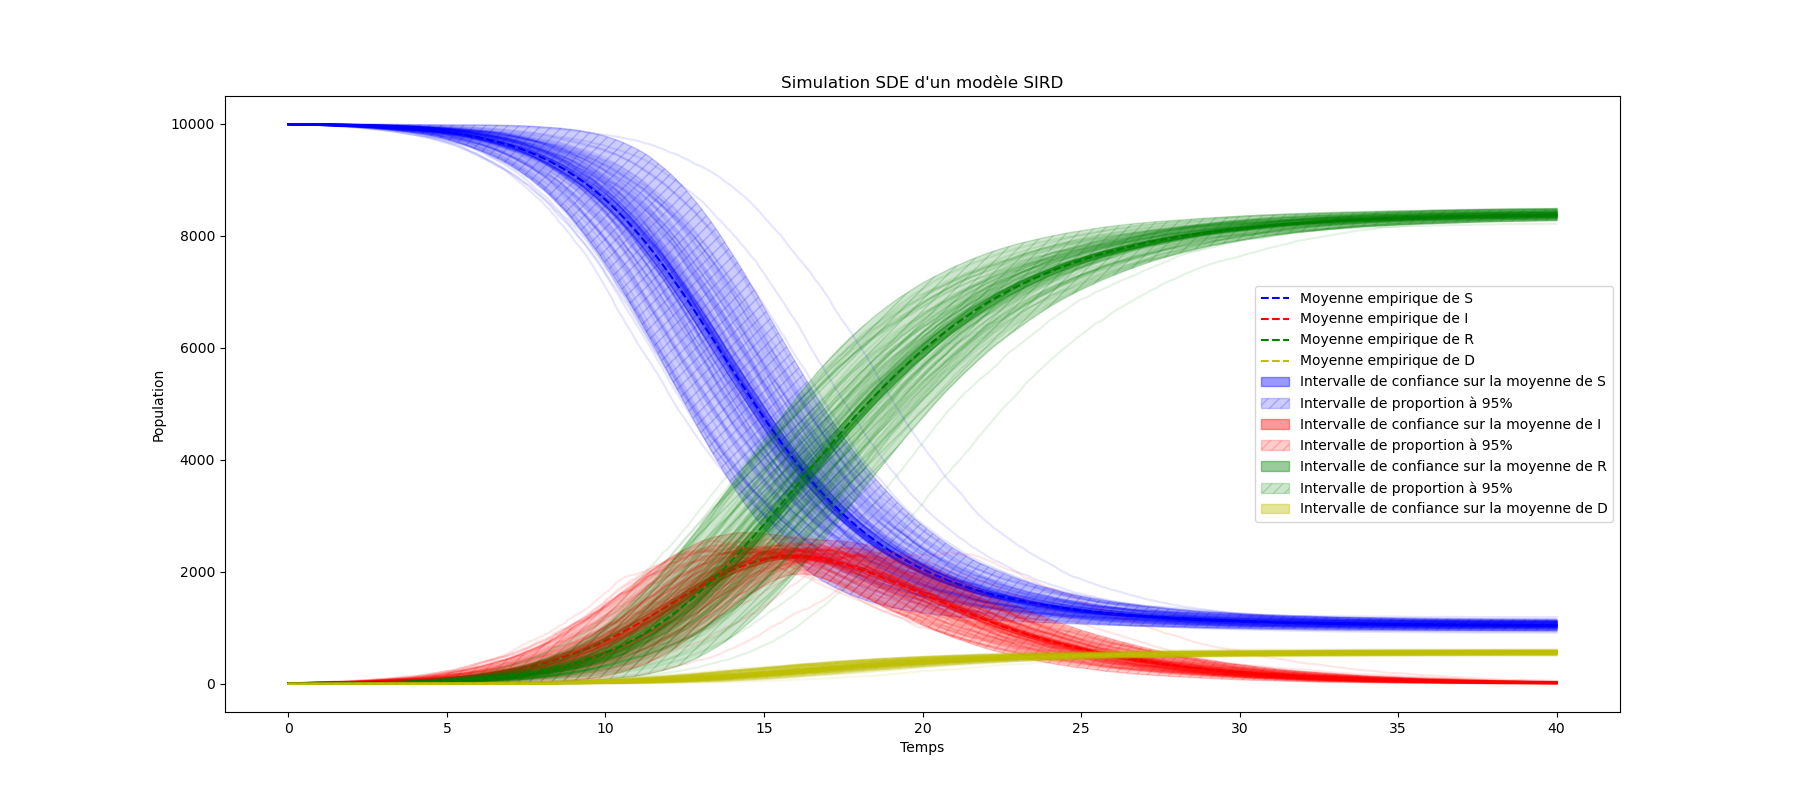 Simulation SDE d'un modèle SIRD
10000
8000
6000
4000
2000
0
Population
Moyenne empirique de S
Moyenne empirique de I
Moyenne empirique de R
Moyenne empirique de D
Intervalle de confiance sur la moyenne de S
Intervalle de proportion à 95%
Intervalle de confiance sur la moyenne de I
Intervalle de proportion à 95%
Intervalle de confiance sur la moyenne de R
Intervalle de proportion à 95%
Intervalle de confiance sur la moyenne de D
0 5 10 15 20 25 30 35 40
Temps